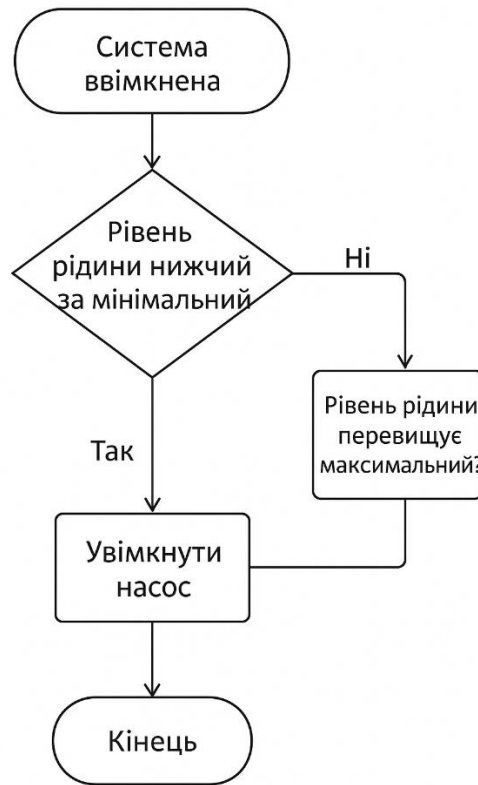 Система
ввімкнена
Рівень
рідини нижчий
за мінімальний
Ні
Рівень рідини
перевищує
максимальний?
Так
Увімкнути
насос
Кінець